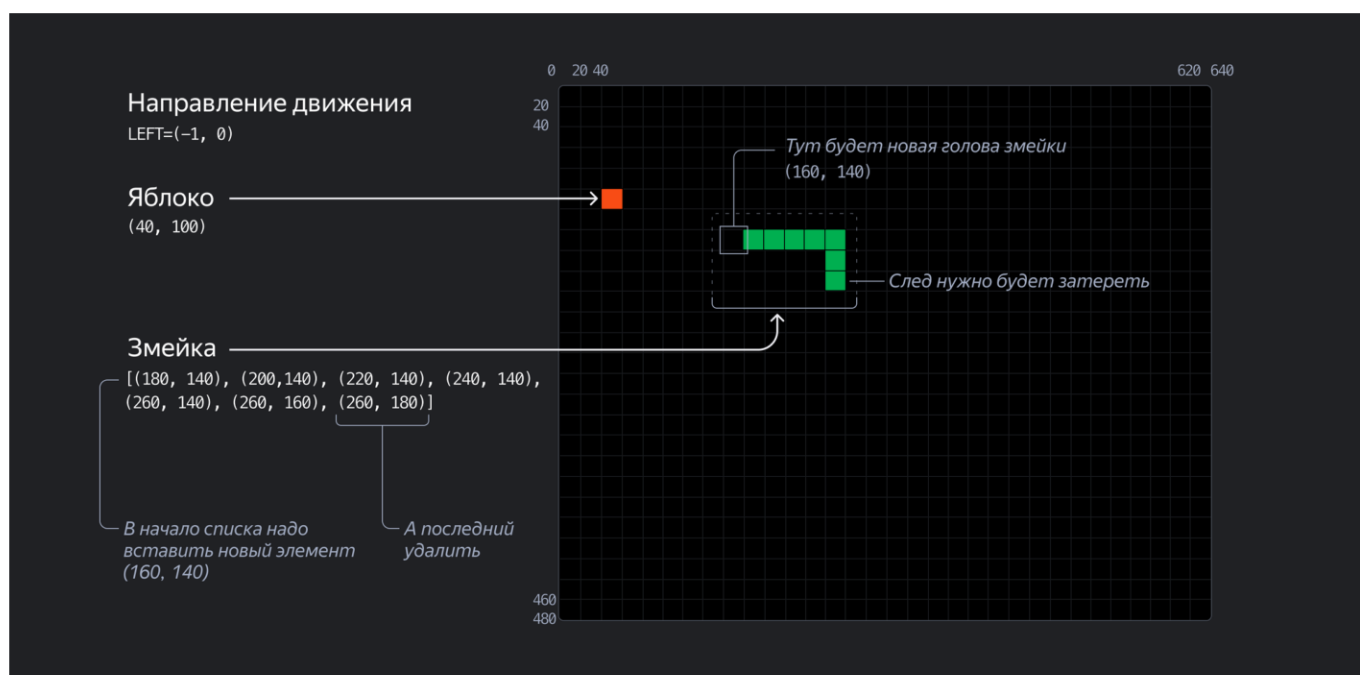 0 20 40 620 640
Направление движения
LEFT=(−1, 0)
20
40
Тут будет новая голова змейки
(160, 140)
Яблоко
(40, 100)
След нужно будет затереть
Змейка
[(180, 140), (200,140), (220, 140), (240, 140),
(260, 140), (260, 160), (260, 180)]
В начало списка надо
вставить новый элемент
(160, 140)
А последний
удалить
460
480